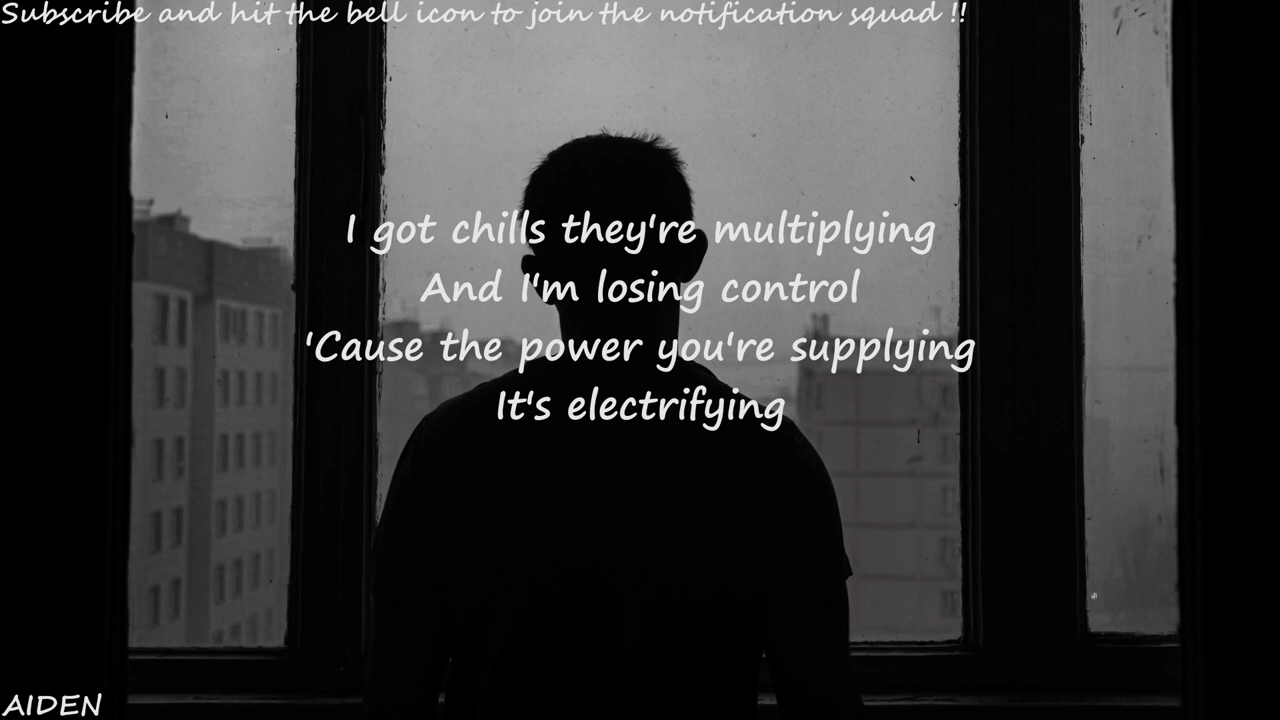 Subscribe and hit the bell icon to join the notification squad !!
I got chills they're multiplying
And I'm losing control
'Cause the power you're supplying
It's electrifying
AIDEN